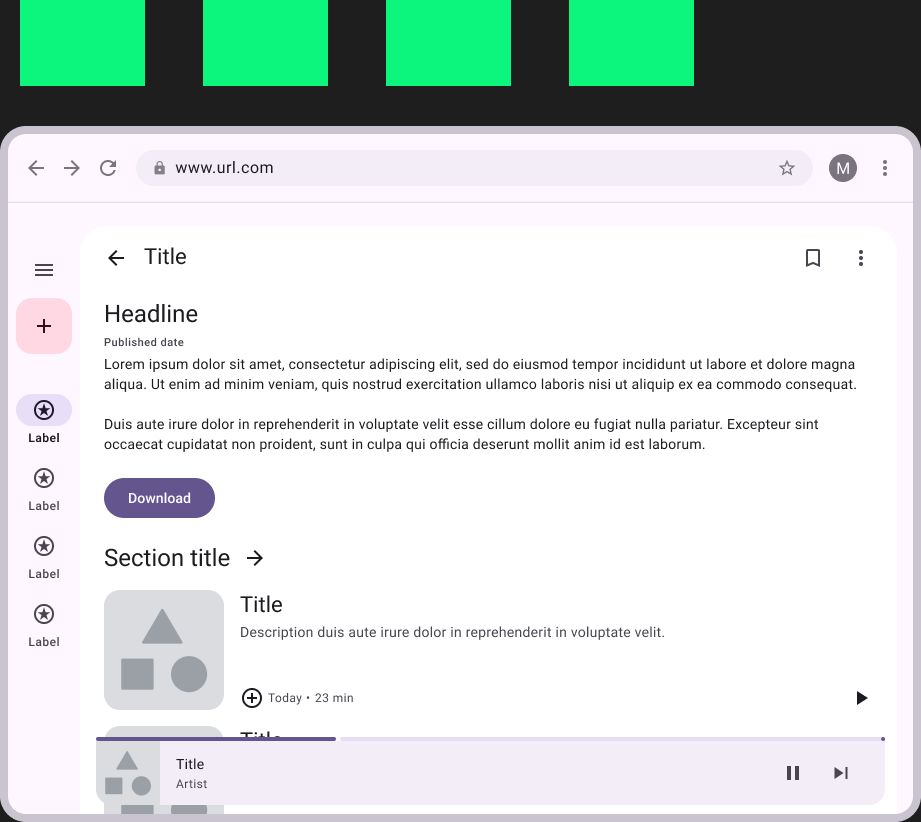 www.url.com
M
Title
Headline
Published date
Lorem ipsum dolor sit amet, consectetur adipiscing elit, sed do eiusmod tempor incididunt ut labore et dolore magna
aliqua. Ut enim ad minim veniam, quis nostrud exercitation ullamco laboris nisi ut aliquip ex ea commodo consequat.
Duis aute irure dolor in reprehenderit in voluptate velit esse cillum dolore eu fugiat nulla pariatur. Excepteur sint
occaecat cupidatat non proident, sunt in culpa qui officia deserunt mollit anim id est laborum.
Download
Label
Label
Label
Label
Section title
Title
Description duis aute irure dolor in reprehenderit in voluptate velit.
Today • 23 min
Title
Title
Artist